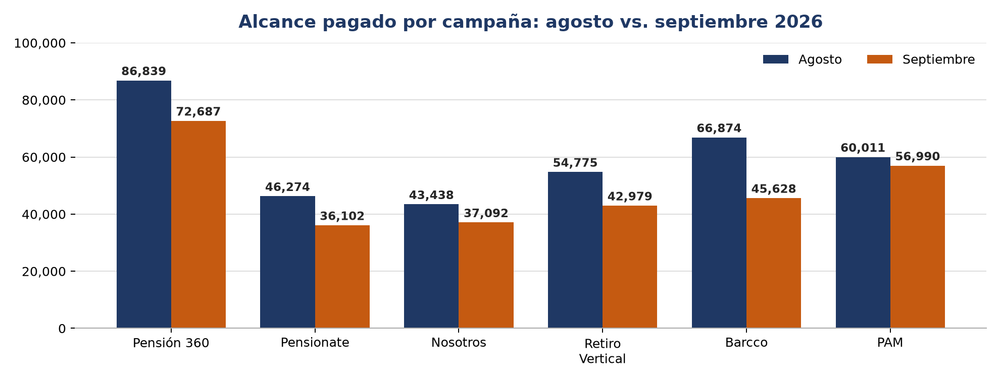 Alcance pagado por campaña: agosto vs. septiembre 2026
100,000
80,000
60,000
40,000
20,000
0
Agosto Septiembre
86,839
72,687
46,274
36,102
43,438
37,092
54,775
42,979
66,874
45,628
60,011
56,990
Pensión 360
Pensionate
Nosotros
Retiro
Vertical
Barcco
PAM